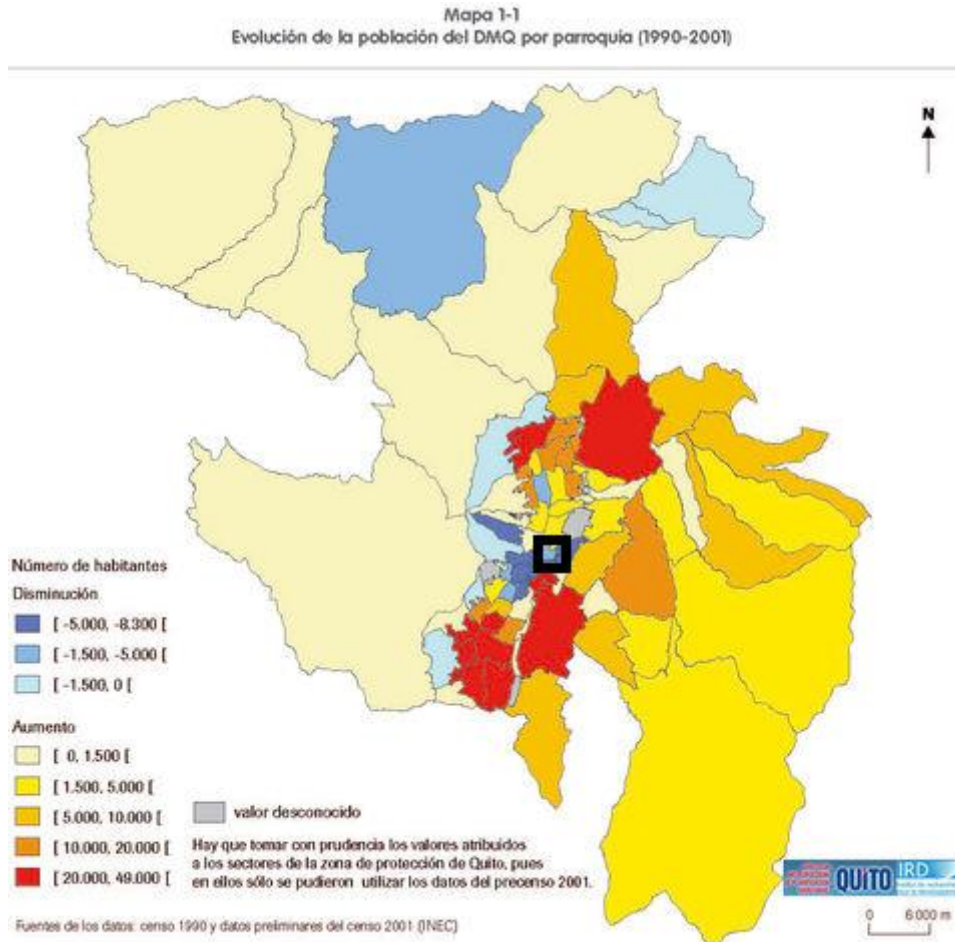 Mapa 1-1
Evolución de la población del DMQ por parroquia (1990-2001)
N
Número de habitantes
Disminución
[ -5.000, -8.300 [
[ -1.500, -5.000 [
[ -1.500, 0 [
Aumento
[ 0, 1.500 [
[ 1.500, 5.000 [
[ 5.000, 10.000 [
[ 10.000, 20.000 [
[ 20.000, 49.000 [
valor desconocido
Hay que tomar con prudencia los valores atribuidos
a los sectores de la zona de protección de Quito, pues
en ellos sólo se pudieron utilizar los datos del precenso 2001.
QUITO
IRD
0 6 000 m
Fuentes de los datos: censo 1990 y datos preliminares del censo 2001 (INEC)